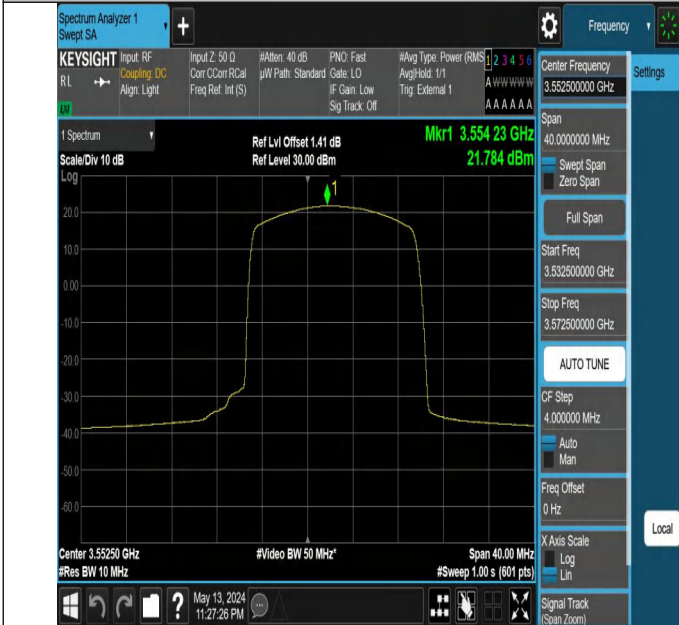 Spectrum Analyzer 1
Swept SA
+
Frequency
KEYSIGHT
RL
LXI
Input: RF
Coupling: DC
Align: Light
Input Z: 50 Ω
Corr CCorr RCal
Freq Ref: Int (S)
#Atten: 40 dB
µW Path: Standard
PNO: Fast
Gate: LO
IF Gain: Low
Sig Track: Off
#Avg Type: Power (RMS
Avg|Hold: 1/1
Trig: External 1
1 2 3 4 5 6
A W W W W W
A A A A A A
Center Frequency
3.552500000 GHz
Settings
Span
40.0000000 MHz
Swept Span
Zero Span
Full Span
Start Freq
3.532500000 GHz
Stop Freq
3.572500000 GHz
AUTO TUNE
CF Step
4.000000 MHz
Auto
Man
Freq Offset
0 Hz
X Axis Scale
Log
Lin
Signal Track
(Span Zoom)
Local
1 Spectrum
Scale/Div 10 dB
Log
Ref Lvl Offset 1.41 dB
Ref Level 30.00 dBm
Mkr1 3.554 23 GHz
21.784 dBm
1
20.0
10.0
0.00
-10.0
-20.0
-30.0
-40.0
-50.0
-60.0
Center 3.55250 GHz
#Res BW 10 MHz
#Video BW 50 MHz*
Span 40.00 MHz
#Sweep 1.00 s (601 pts)
?
May 13, 2024
11:27:26 PM